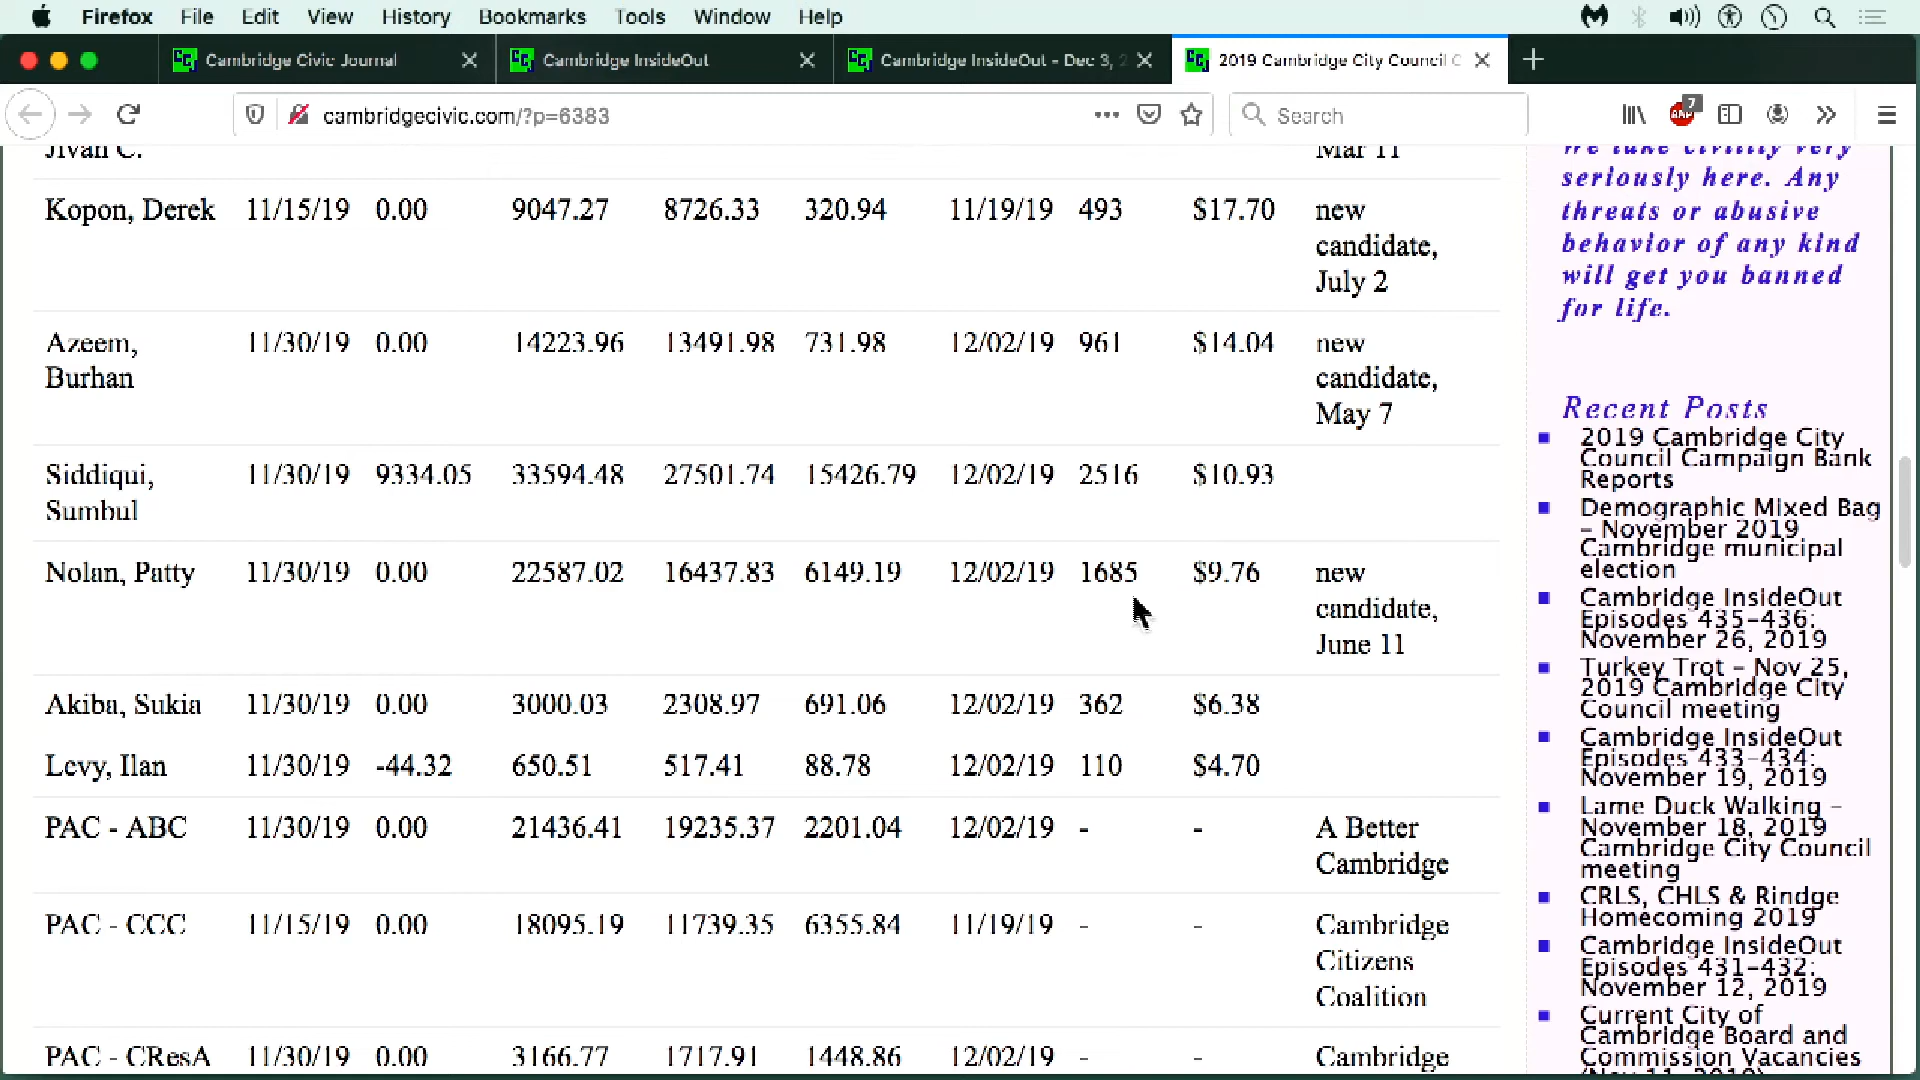 Firefox File Edit View History Bookmarks Tools Window Help
Cambridge Civic Journal Cambridge InsideOut Cambridge InsideOut - Dec 3, 2 2019 Cambridge City Council C
cambridgecivic.com/?p=6383 Search 7 ABP
Jivan C. Mar 11
Kopon, Derek 11/15/19 0.00 9047.27 8726.33 320.94 11/19/19 493 $17.70 new
candidate,
July 2
Azeem, 11/30/19 0.00 14223.96 13491.98 731.98 12/02/19 961 $14.04 new
Burhan candidate,
May 7
Siddiqui, 11/30/19 9334.05 33594.48 27501.74 15426.79 12/02/19 2516 $10.93
Sumbul
Nolan, Patty 11/30/19 0.00 22587.02 16437.83 6149.19 12/02/19 1685 $9.76 new
candidate,
June 11
Akiba, Sukia 11/30/19 0.00 3000.03 2308.97 691.06 12/02/19 362 $6.38
Levy, Ilan 11/30/19 -44.32 650.51 517.41 88.78 12/02/19 110 $4.70
PAC - ABC 11/30/19 0.00 21436.41 19235.37 2201.04 12/02/19 - - A Better
Cambridge
PAC - CCC 11/15/19 0.00 18095.19 11739.35 6355.84 11/19/19 - - Cambridge
Citizens
Coalition
PAC - CResA 11/30/19 0.00 3166.77 1717.91 1448.86 12/02/19 - - Cambridge
We take civility very
seriously here. Any
threats or abusive
behavior of any kind
will get you banned
for life.
Recent Posts
2019 Cambridge City
Council Campaign Bank
Reports
Demographic Mixed Bag
– November 2019
Cambridge municipal
election
Cambridge InsideOut
Episodes 435-436:
November 26, 2019
Turkey Trot – Nov 25,
2019 Cambridge City
Council meeting
Cambridge InsideOut
Episodes 433-434:
November 19, 2019
Lame Duck Walking –
November 18, 2019
Cambridge City Council
meeting
CRLS, CHLS & Rindge
Homecoming 2019
Cambridge InsideOut
Episodes 431-432:
November 12, 2019
Current City of
Cambridge Board and
Commission Vacancies
(Nov 11, 2019)